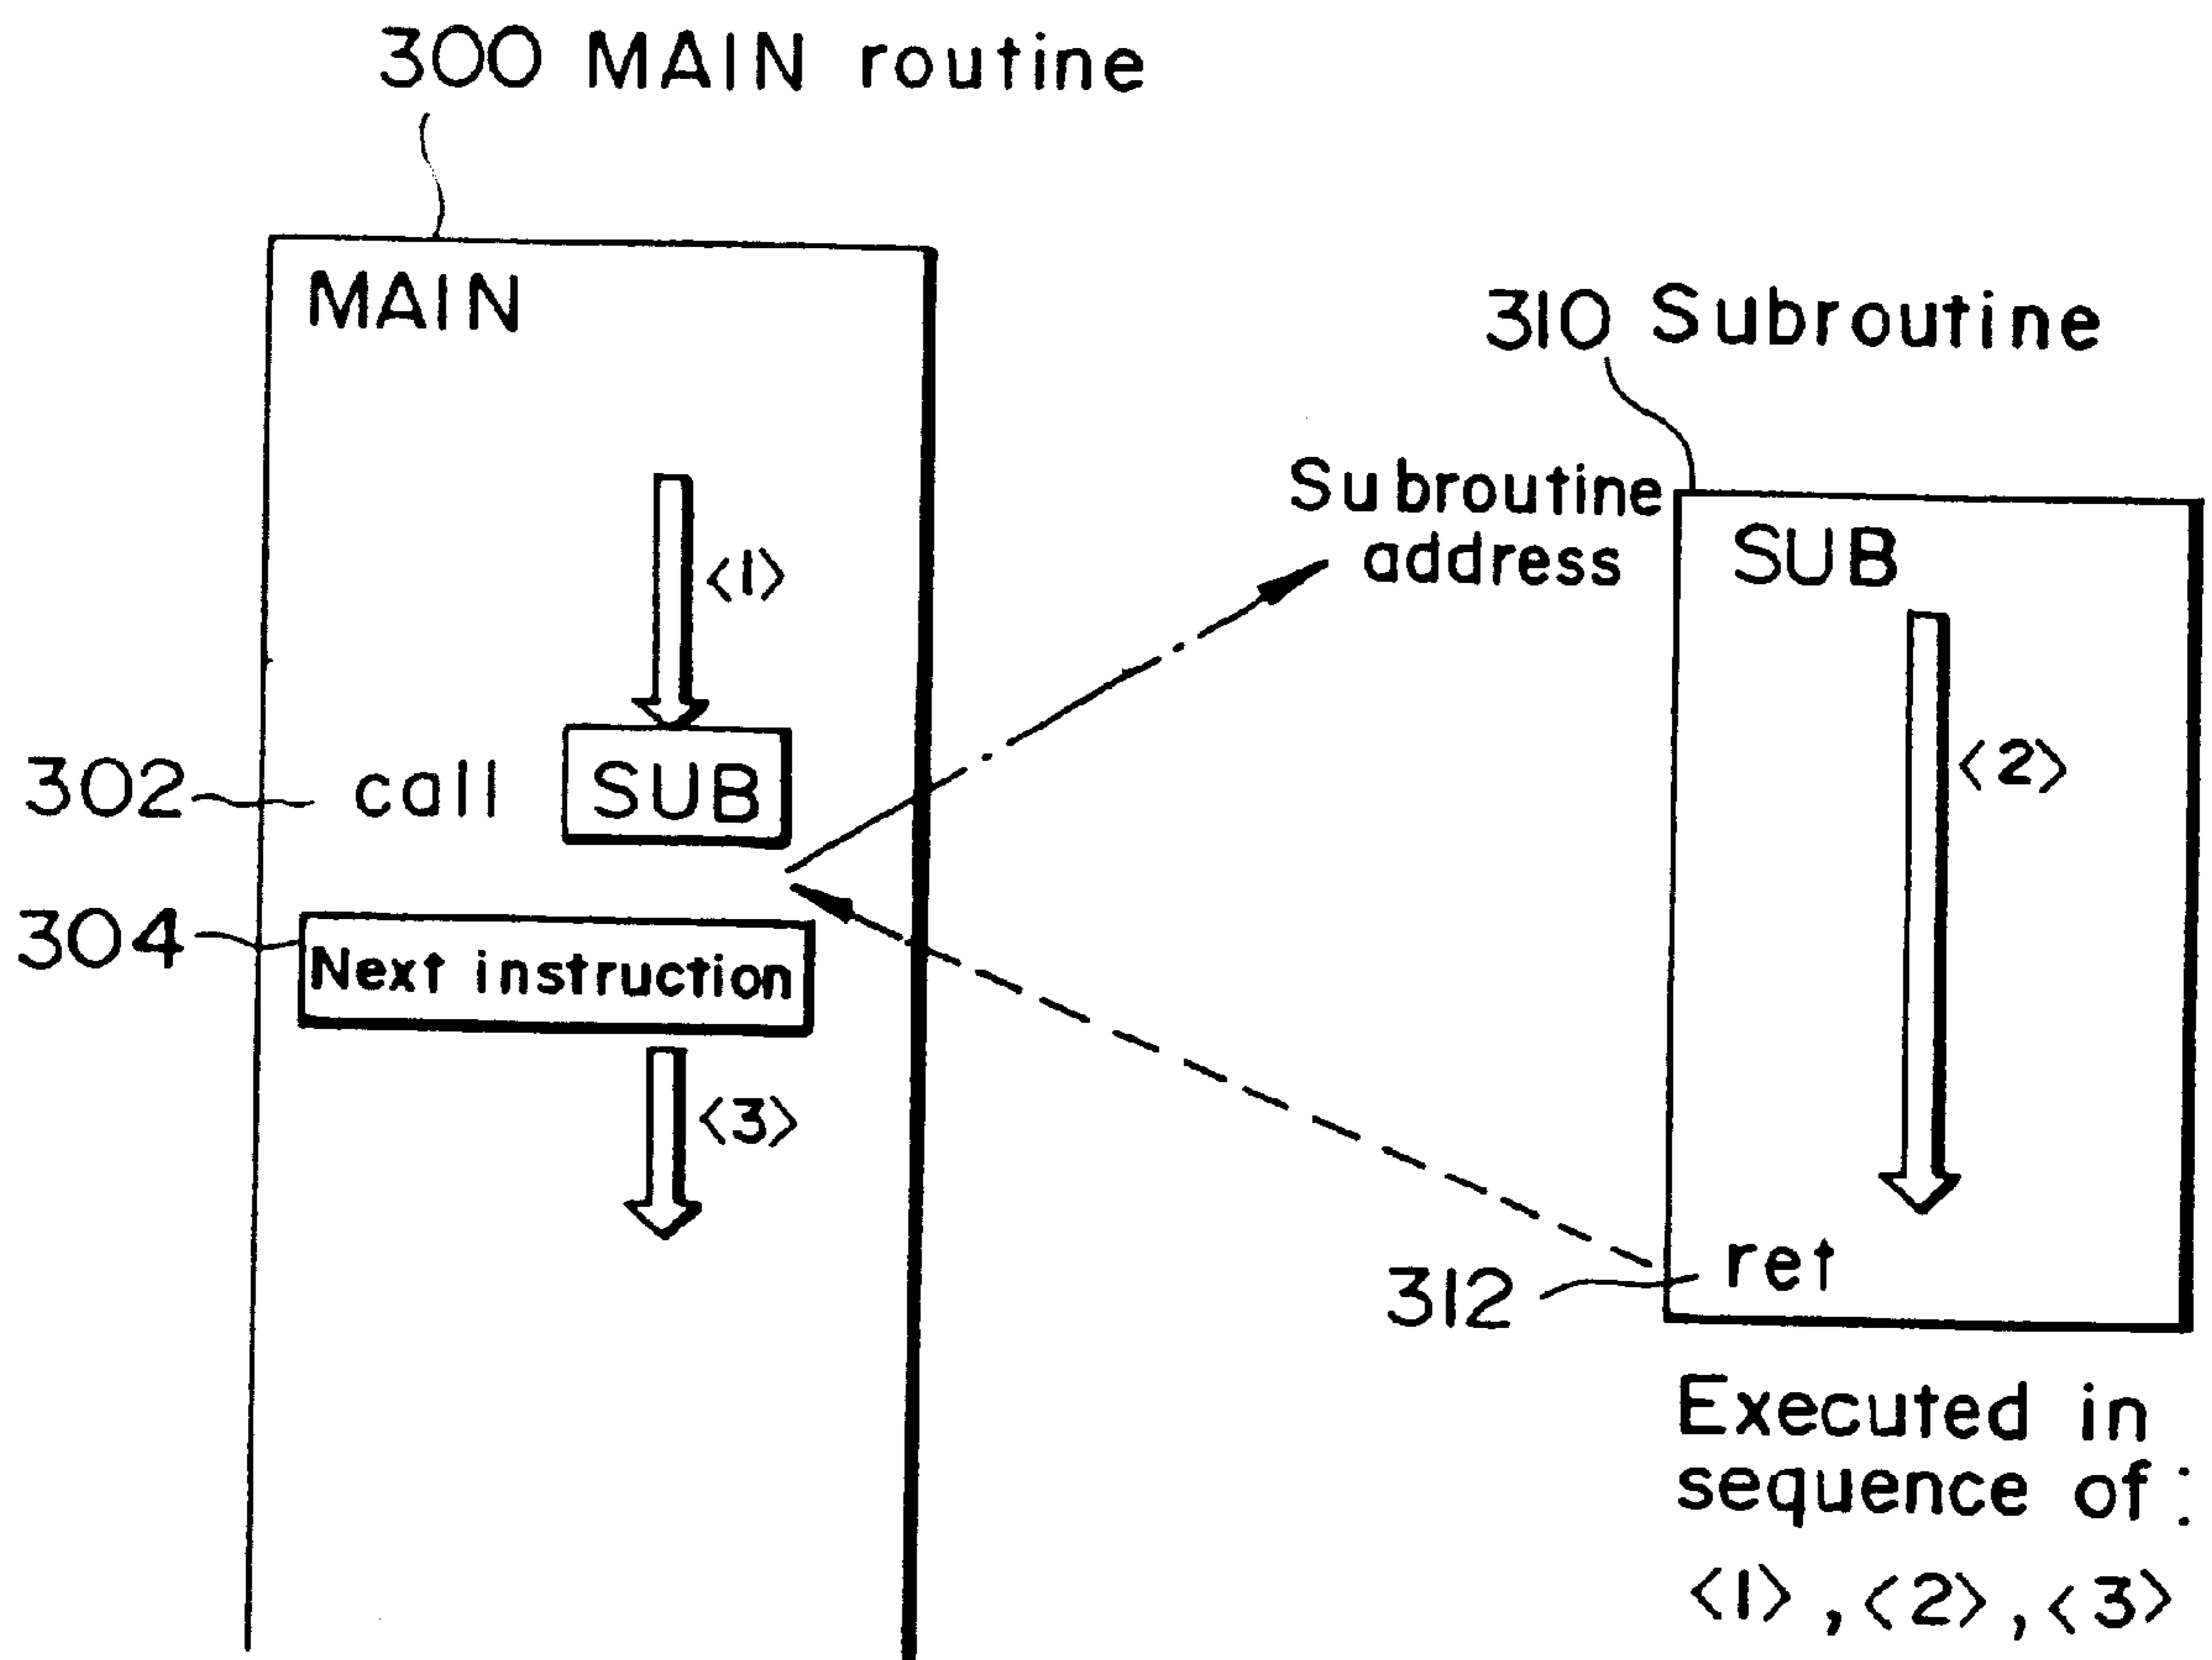 300 MAIN routine
MAIN
<1>
302 call SUB
304 Next instruction
<3>
310 Subroutine
Subroutine
address
SUB
<2>
312 ret
Executed in
sequence of :
<1>, <2>, <3>